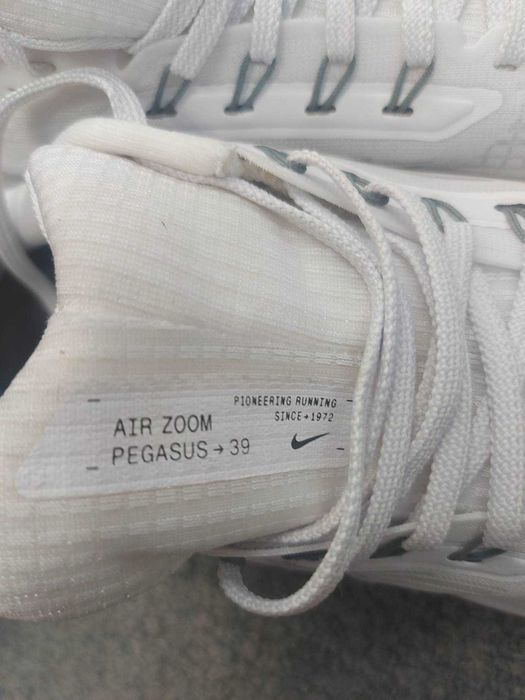 PIONEERING RUNNING
SINCE→1972
AIR ZOOM
PEGASUS→39